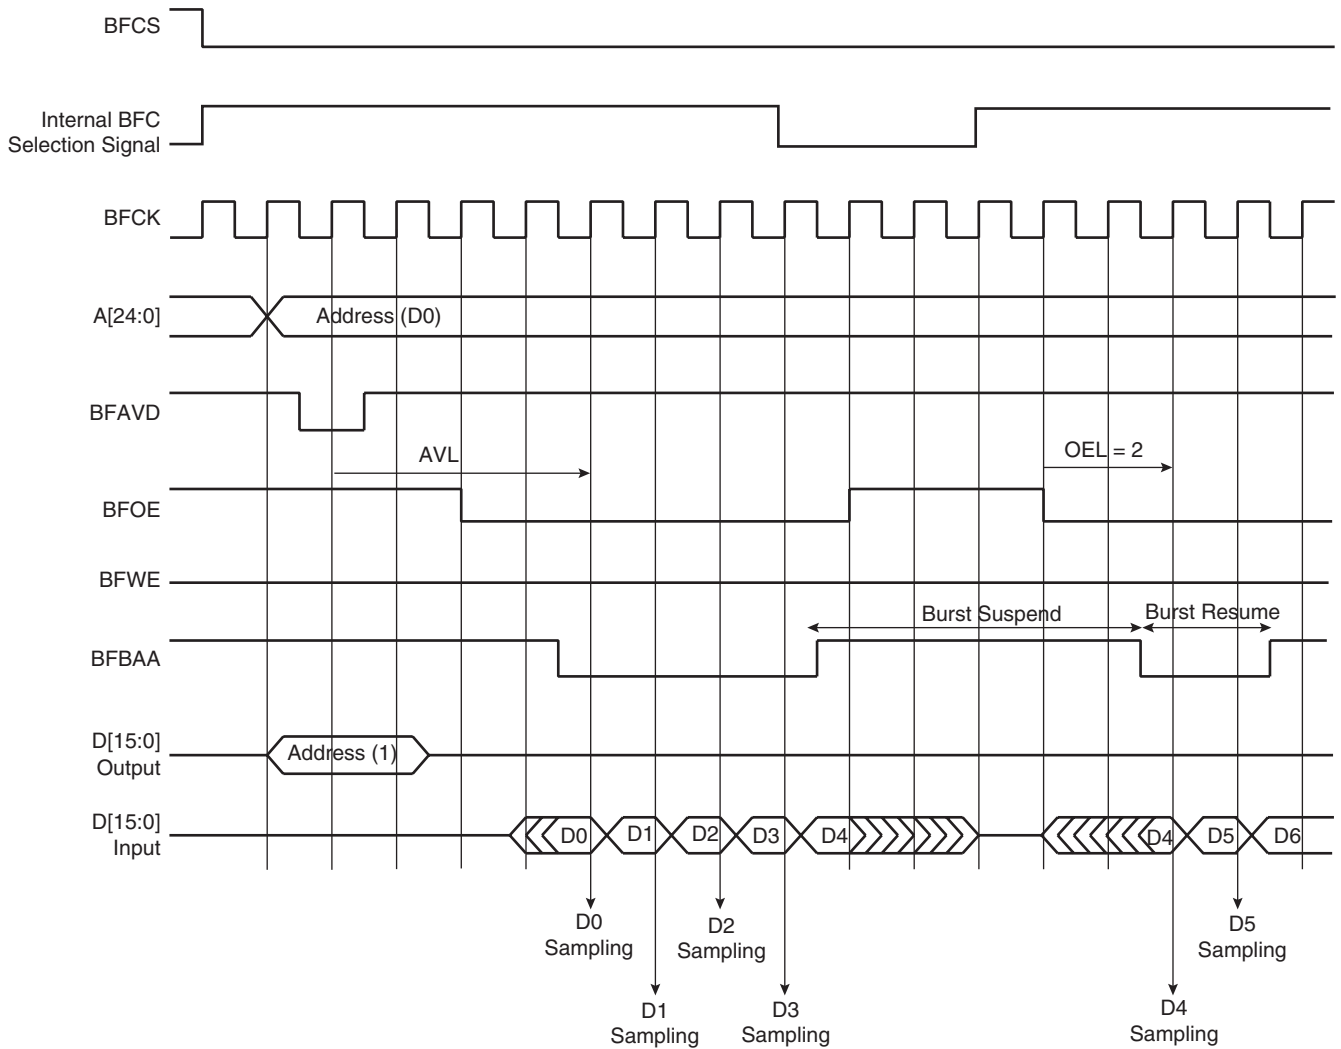 BFCS
Internal BFC
Selection Signal
BFCK
A[24:0]
Address (D0)
BFAVD
AVL
OEL = 2
BFOE
BFWE
Burst Suspend
Burst Resume
BFBAA
D[15:0]
Output
Address (1)
D[15:0]
Input
D0
D1
D2
D3
D4
D4
D5
D6
D0
Sampling
D2
Sampling
D5
Sampling
D1
Sampling
D3
Sampling
D4
Sampling